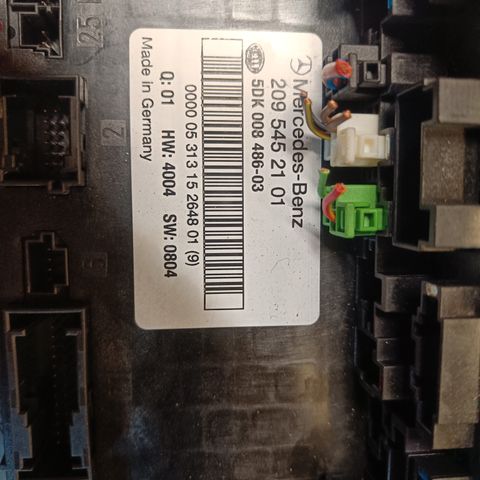 Mercedes-Benz
209 545 21 01
5DK 008 486-03
0000 05 313 15 2648 01 (9)
Q: 01 HW: 4004 SW: 0804
Made in Germany
25
2
6